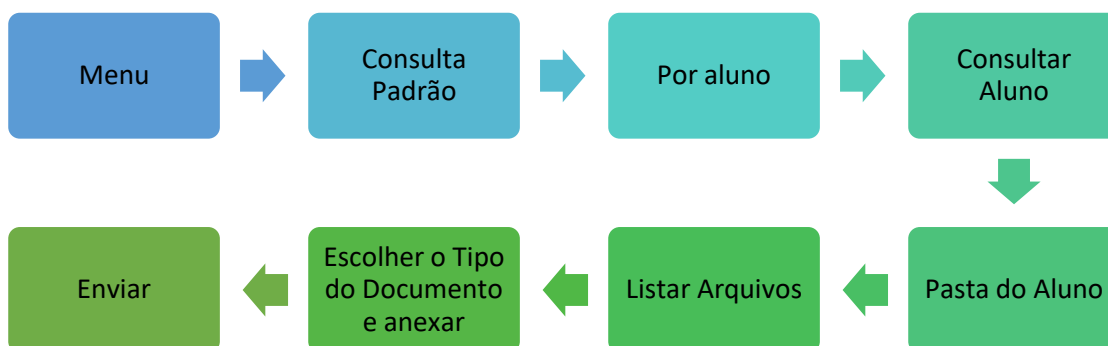 Menu
Consulta
Padrão
Por aluno
Consultar
Aluno
Pasta do Aluno
Listar Arquivos
Escolher o Tipo
do Documento
e anexar
Enviar